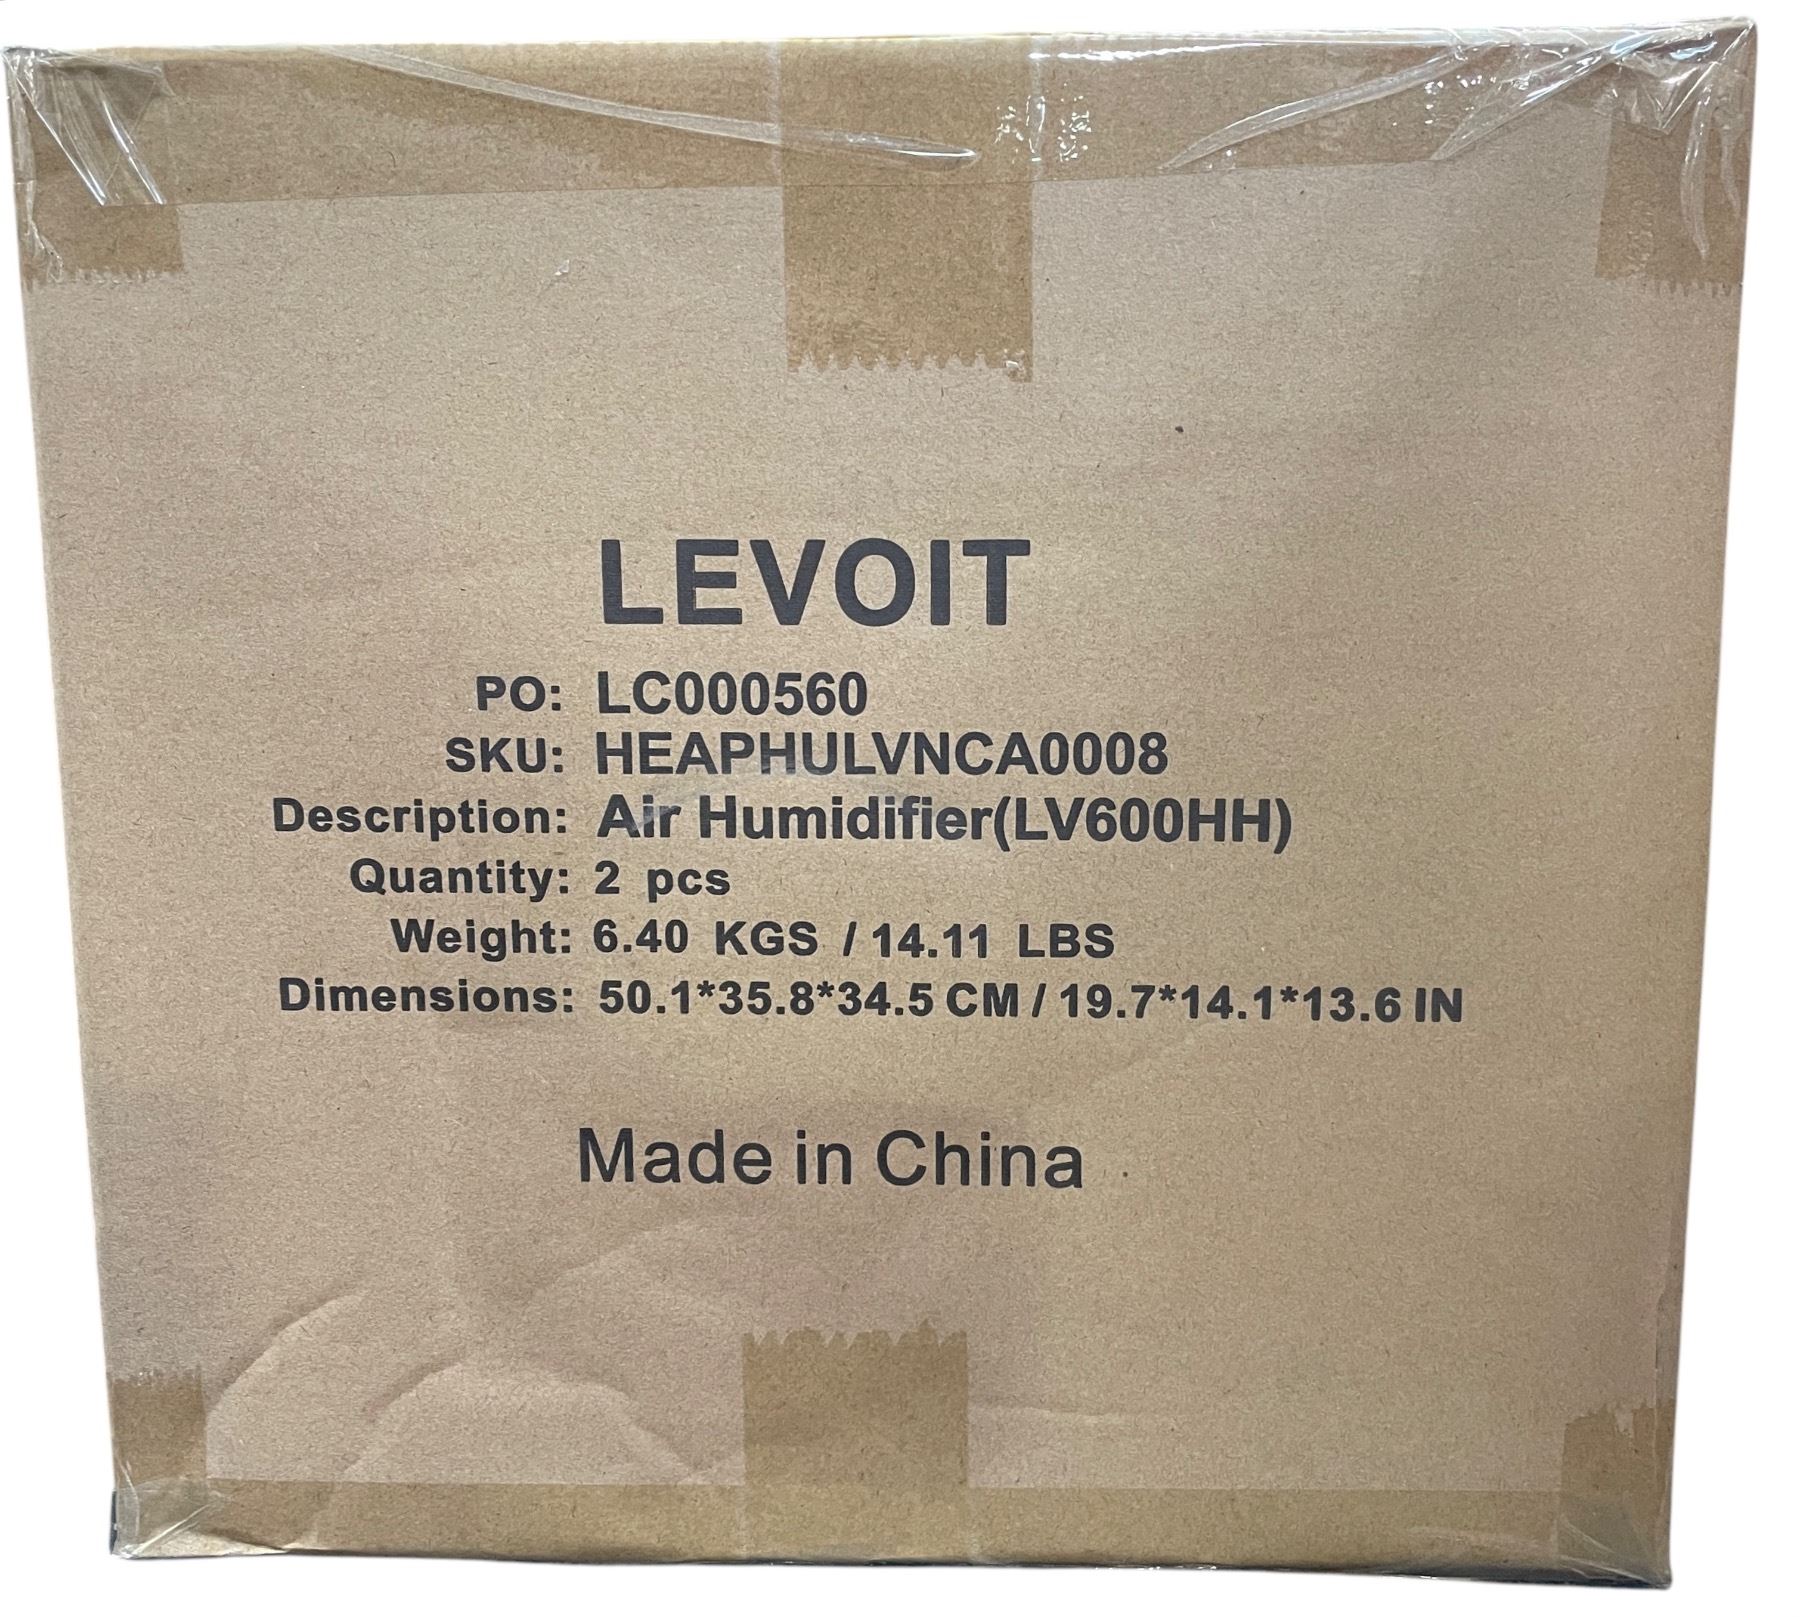 LEVOIT
PO: LC000560
SKU: HEAPHULVNCA0008
Description: Air Humidifier(LV600HH)
Quantity: 2 pcs
Weight: 6.40 KGS / 14.11 LBS
Dimensions: 50.1*35.8*34.5 CM / 19.7*14.1*13.6 IN
Made in China